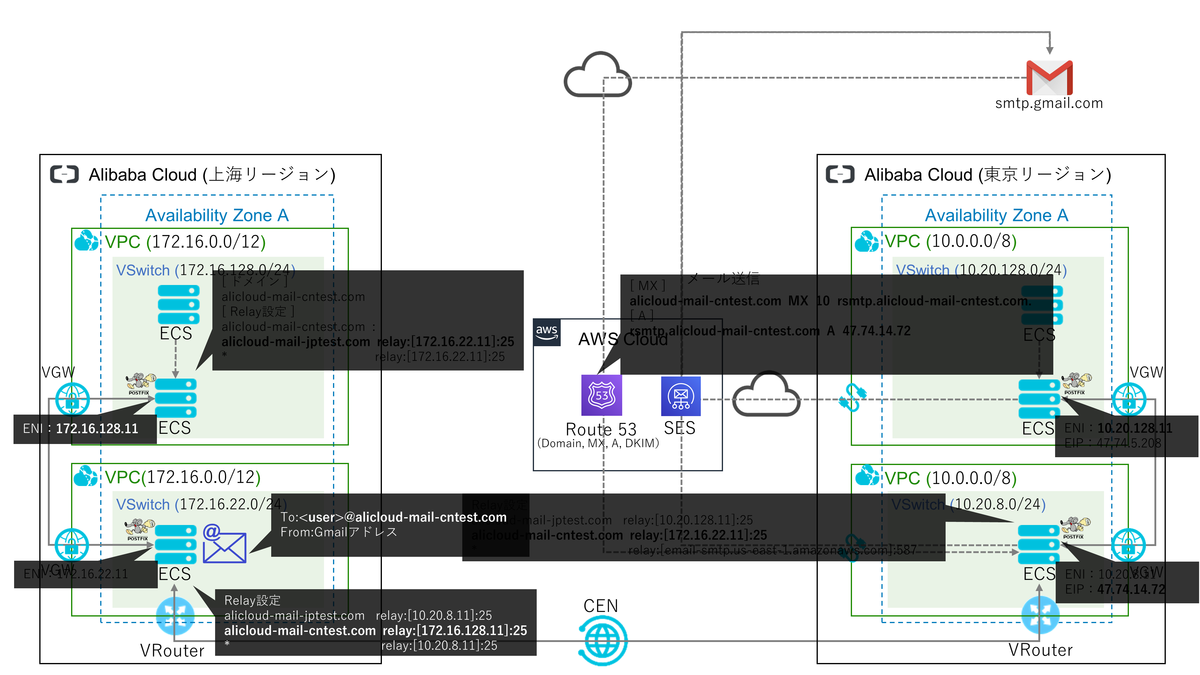 smtp.gmail.com
Alibaba Cloud (上海リージョン)
Availability Zone A
VPC (172.16.0.0/12)
VSwitch (172.16.128.0/24)
ECS
[ ドメイン ]
alicloud-mail-cntest.com
[ Relay設定 ]
alicloud-mail-cntest.com :
alicloud-mail-jptest.com relay:[172.16.22.11]:25
* relay:[172.16.22.11]:25
VGW
POSTFIX
ENI：172.16.128.11
ECS
VPC(172.16.0.0/12)
VSwitch (172.16.22.0/24)
POSTFIX
To:<user>@alicloud-mail-cntest.com
From:Gmailアドレス
VGW
ENI：172.16.22.11
ECS
Relay設定
alicloud-mail-jptest.com relay:[10.20.8.11]:25
alicloud-mail-cntest.com relay:[172.16.128.11]:25
* relay:[10.20.8.11]:25
VRouter
メール送信
[ MX ]
alicloud-mail-cntest.com MX 10 rsmtp.alicloud-mail-cntest.com.
[ A ]
rsmtp.alicloud-mail-cntest.com A 47.74.14.72
aws
AWS Cloud
53
Route 53
(Domain, MX, A, DKIM)
SES
alicloud-mail-jptest.com relay:[10.20.128.11]:25
alicloud-mail-cntest.com relay:[172.16.22.11]:25
relay:[email-smtp.us-east-1.amazonaws.com]:587
CEN
Alibaba Cloud (東京リージョン)
Availability Zone A
VPC (10.0.0.0/8)
VSwitch (10.20.128.0/24)
ECS
POSTFIX
VGW
ECS
ENI：10.20.128.11
EIP：47.74.5.208
VPC (10.0.0.0/8)
VSwitch (10.20.8.0/24)
POSTFIX
ECS
VGW
ENI：10.20.8.11
EIP：47.74.14.72
VRouter